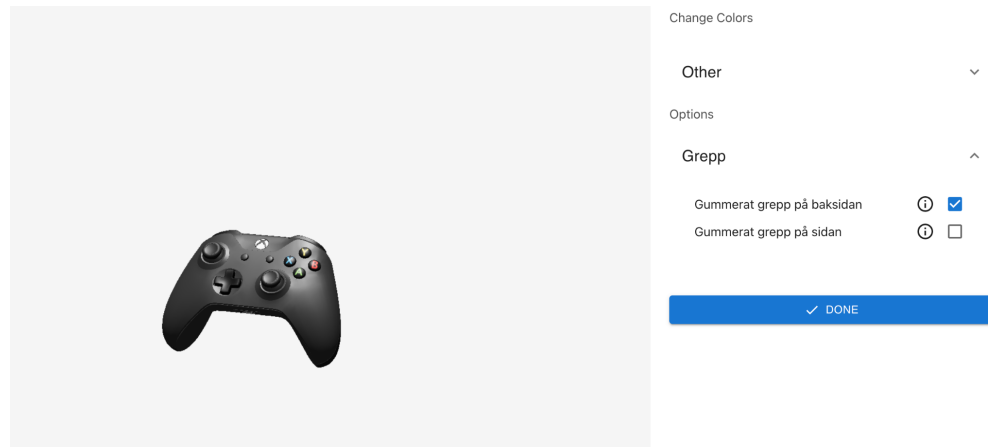 Change Colors
Other
Options
Grepp
Gummerat grepp på baksidan
Gummerat grepp på sidan
DONE
Y
X
B
A